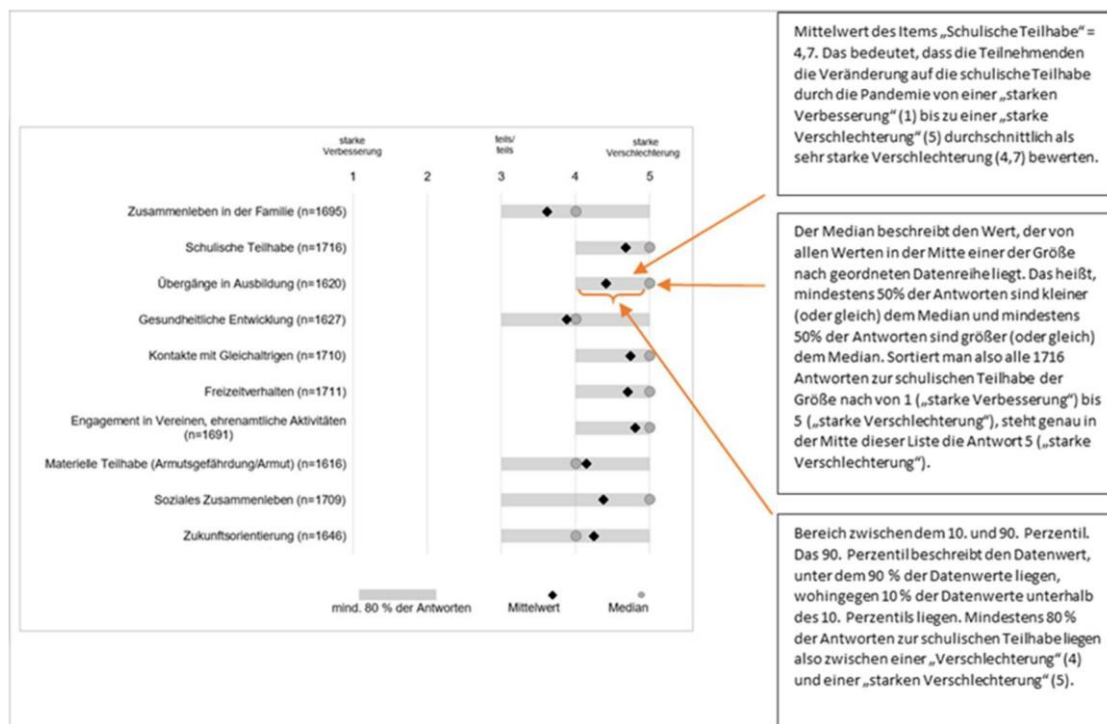 starke
Verbesserung
teils/
teils
starke
Verschlechterung
1 2 3 4 5
Zusammenleben in der Familie (n=1695)
Schulische Teilhabe (n=1716)
Übergänge in Ausbildung (n=1620)
Gesundheitliche Entwicklung (n=1627)
Kontakte mit Gleichaltrigen (n=1710)
Freizeitverhalten (n=1711)
Engagement in Vereinen, ehrenamtliche Aktivitäten
(n=1691)
Materielle Teilhabe (Armutsgefährdung/Armut) (n=1616)
Soziales Zusammenleben (n=1709)
Zukunftsorientierung (n=1646)
mind. 80 % der Antworten Mittelwert Median
Mittelwert des Items „Schulische Teilhabe“ =
4,7. Das bedeutet, dass die Teilnehmenden
die Veränderung auf die schulische Teilhabe
durch die Pandemie von einer „starken
Verbesserung“ (1) bis zu einer „starke
Verschlechterung“ (5) durchschnittlich als
sehr starke Verschlechterung (4,7) bewerten.
Der Median beschreibt den Wert, der von
allen Werten in der Mitte einer der Größe
nach geordneten Datenreihe liegt. Das heißt,
mindestens 50% der Antworten sind kleiner
(oder gleich) dem Median und mindestens
50% der Antworten sind größer (oder gleich)
dem Median. Sortiert man also alle 1716
Antworten zur schulischen Teilhabe der
Größe nach von 1 („starke Verbesserung“) bis
5 („starke Verschlechterung“), steht genau in
der Mitte dieser Liste die Antwort 5 („starke
Verschlechterung“).
Bereich zwischen dem 10. und 90. Perzentil.
Das 90. Perzentil beschreibt den Datenwert,
unter dem 90 % der Datenwerte liegen,
wohingegen 10 % der Datenwerte unterhalb
des 10. Perzentils liegen. Mindestens 80 %
der Antworten zur schulischen Teilhabe liegen
also zwischen einer „Verschlechterung“ (4)
und einer „starken Verschlechterung“ (5).